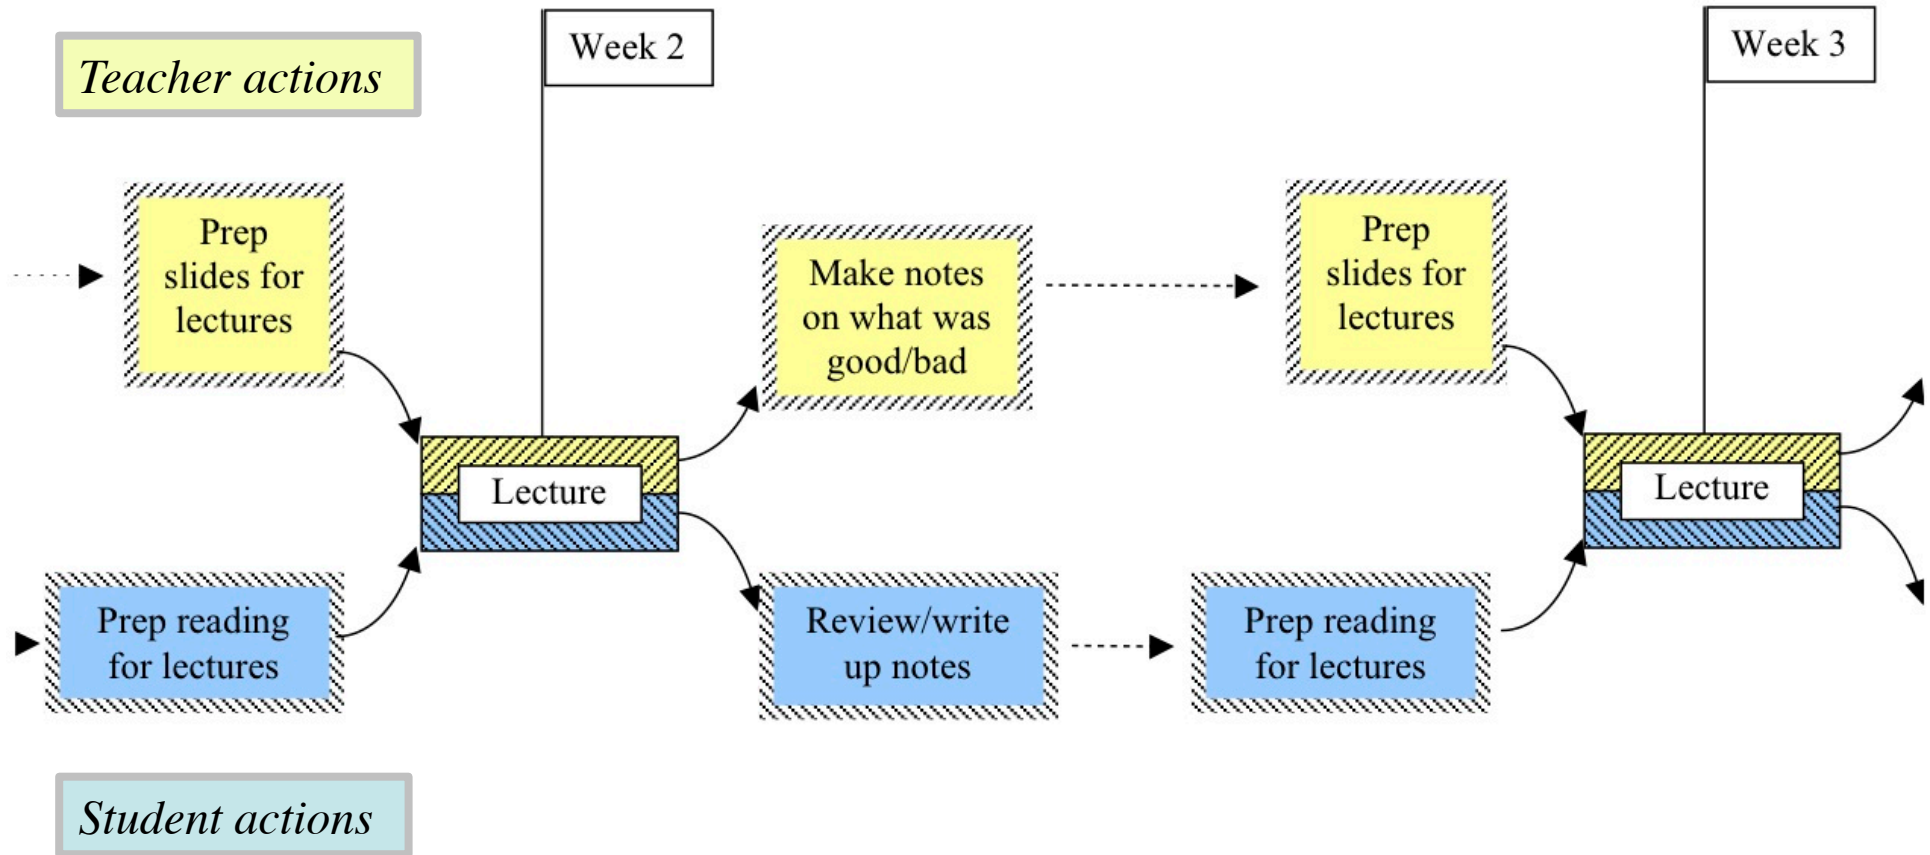 Teacher actions
Week 2
Week 3
Prep
slides for
lectures
Make notes
on what was
good/bad
Prep
slides for
lectures
Lecture
Lecture
Prep reading
for lectures
Review/write
up notes
Prep reading
for lectures
Student actions